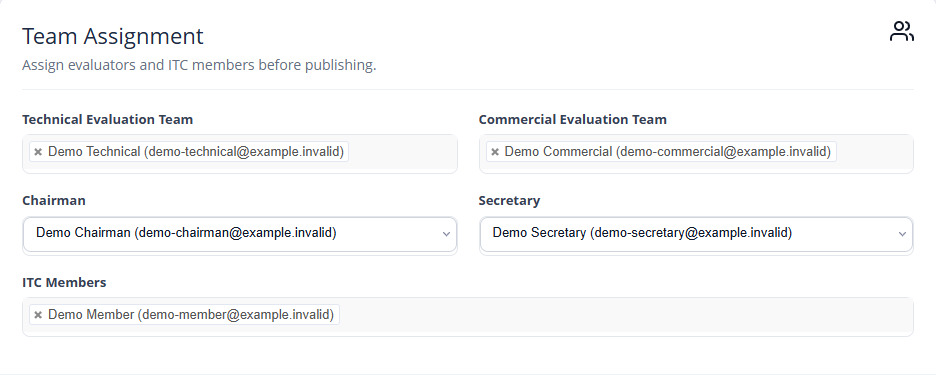 Team Assignment
Assign evaluators and ITC members before publishing.
Technical Evaluation Team
× Demo Technical (demo-technical@example.invalid)
Commercial Evaluation Team
× Demo Commercial (demo-commercial@example.invalid)
Chairman
Demo Chairman (demo-chairman@example.invalid)
Secretary
Demo Secretary (demo-secretary@example.invalid)
ITC Members
× Demo Member (demo-member@example.invalid)